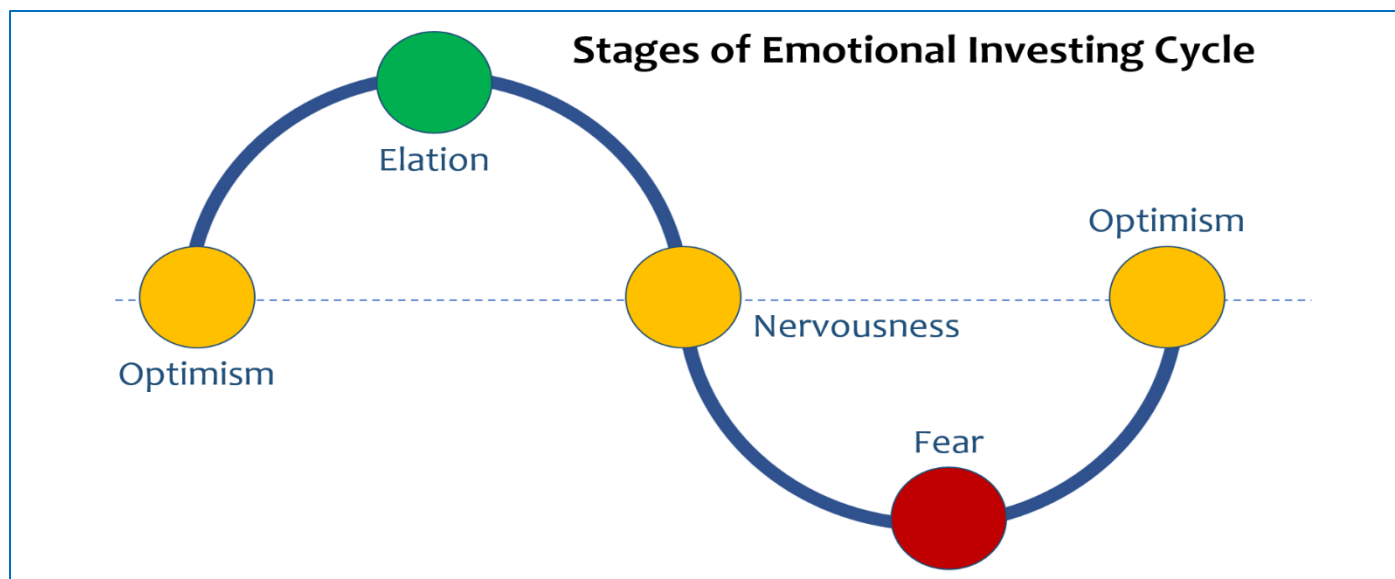 Stages of Emotional Investing Cycle
Elation
Optimism
Optimism
Nervousness
Fear